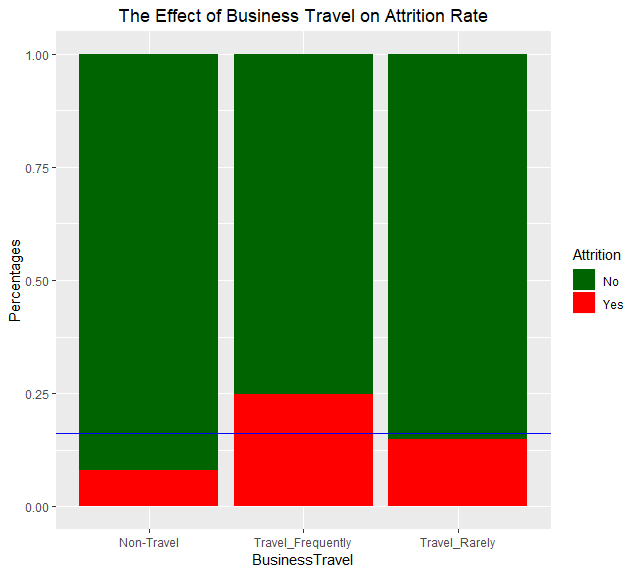 The Effect of Business Travel on Attrition Rate
1.00
0.75
0.50
0.25
0.00
Percentages
Non-Travel
Travel_Frequently
Travel_Rarely
BusinessTravel
Attrition
No
Yes